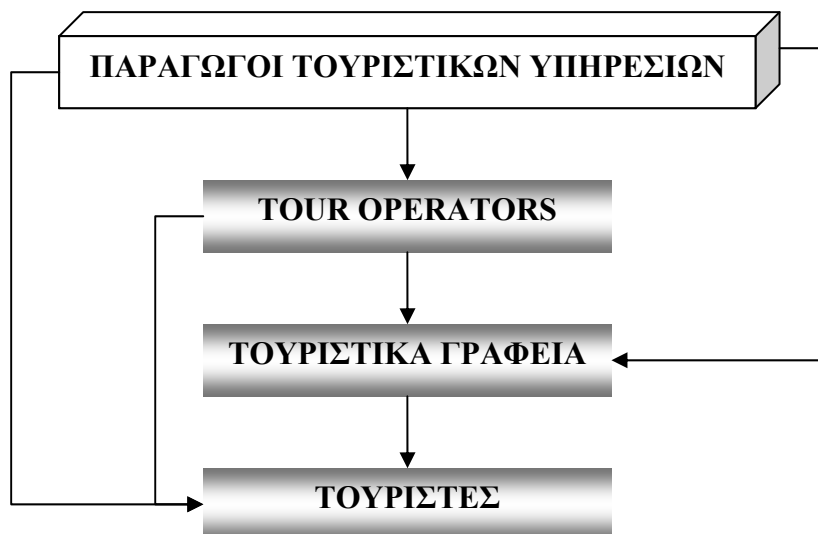 ΠΑΡΑΓΩΓΟΙ ΤΟΥΡΙΣΤΙΚΩΝ ΥΠΗΡΕΣΙΩΝ
TOUR OPERATORS
ΤΟΥΡΙΣΤΙΚΑ ΓΡΑΦΕΙΑ
ΤΟΥΡΙΣΤΕΣ